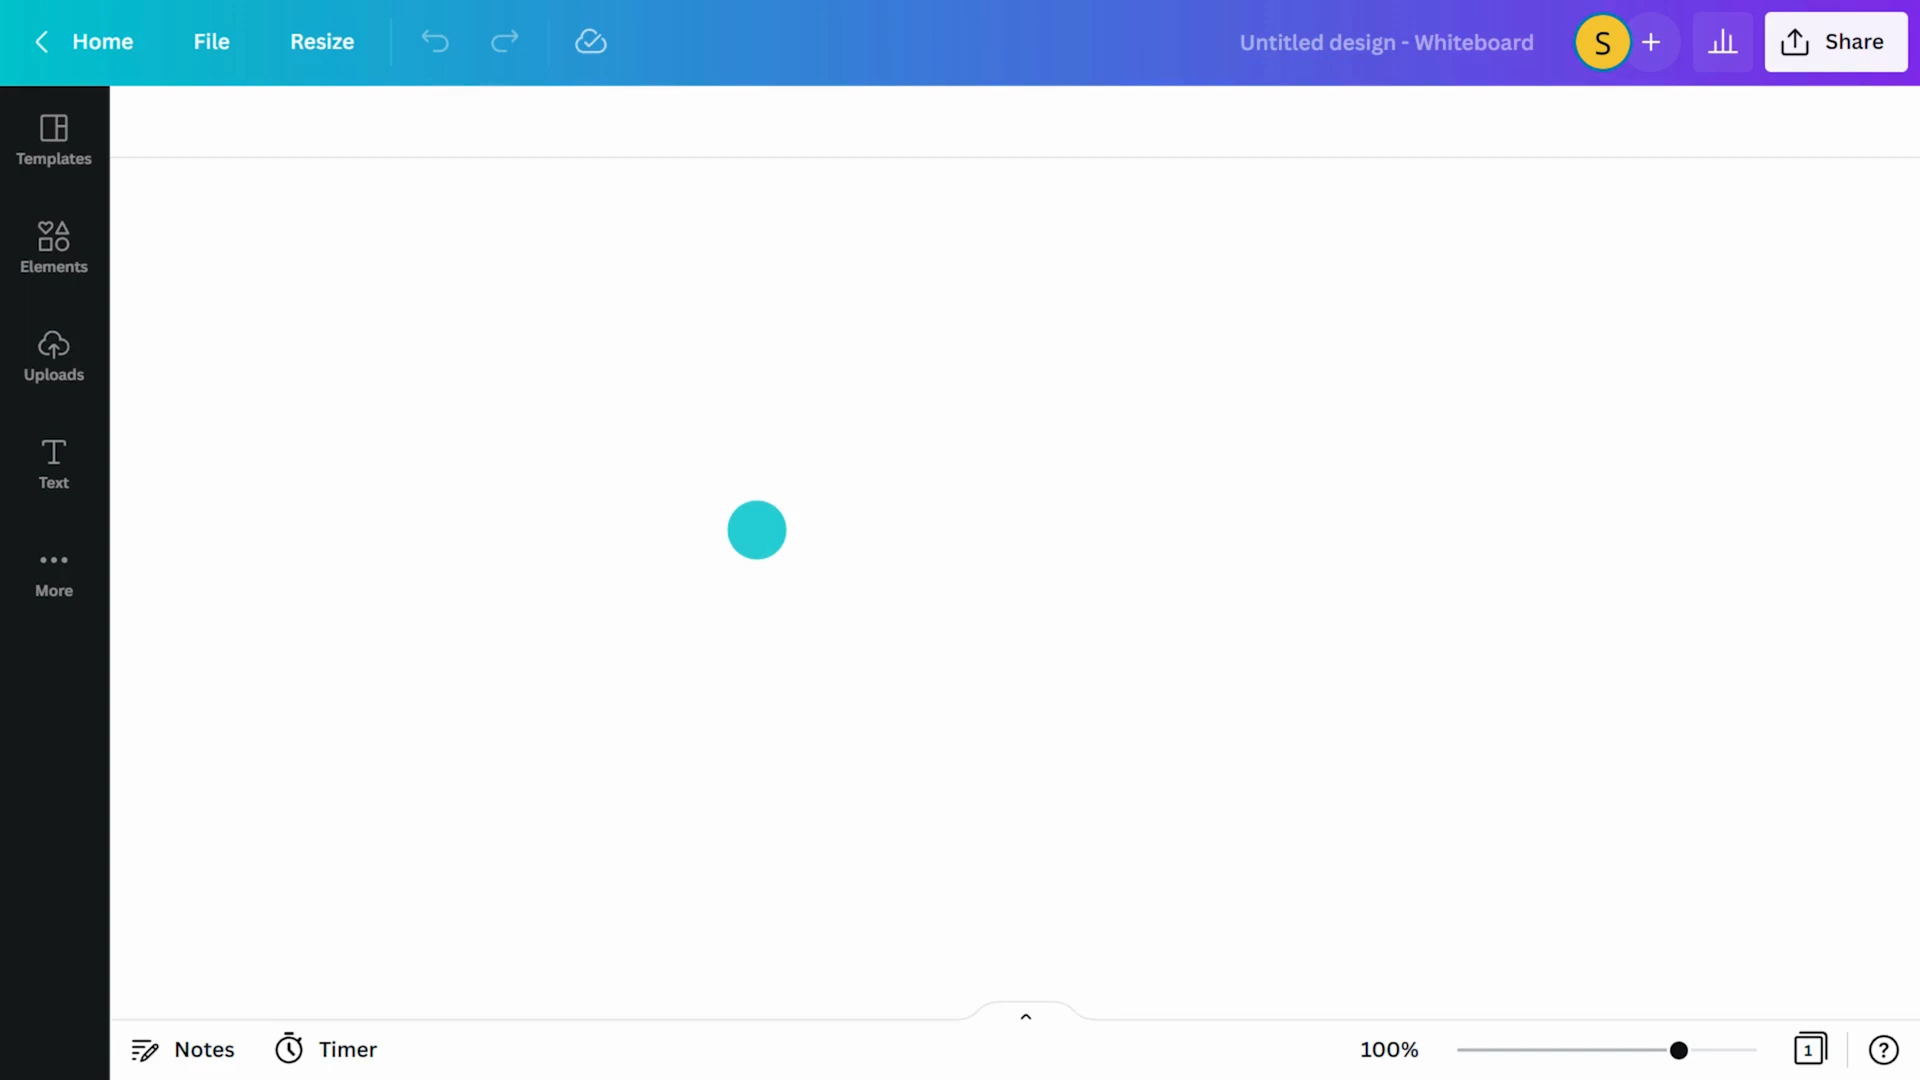 Home File Resize Untitled design - Whiteboard S + Share
Templates
Elements
Uploads
Text
More
Notes Timer 100% 1 ?